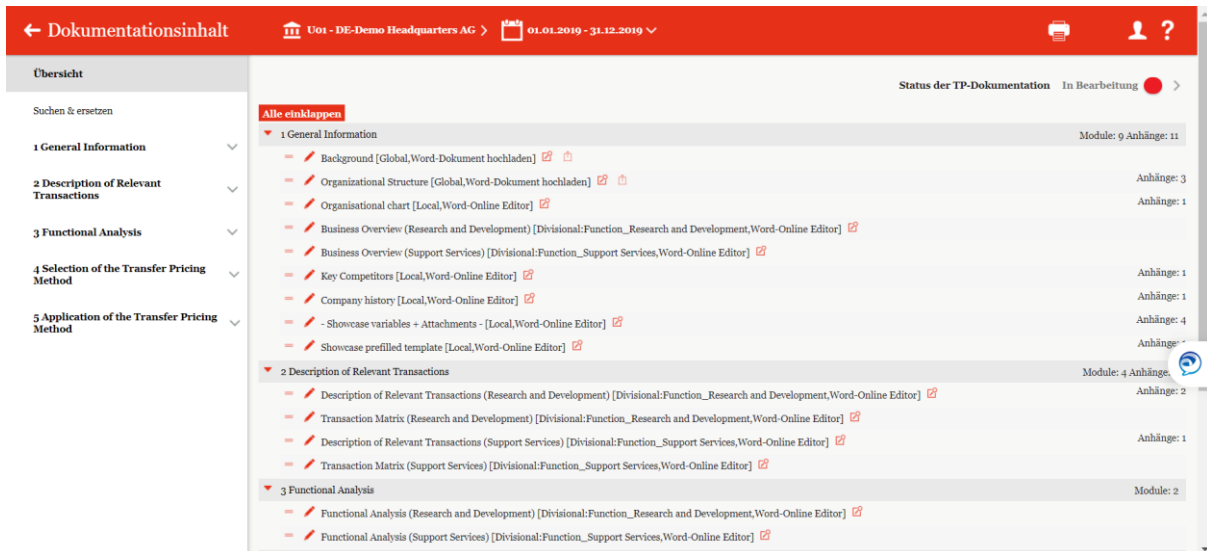 Dokumentationsinhalt
U01 - DE-Demo Headquarters AG
01.01.2019 - 31.12.2019
?
Übersicht
Suchen & ersetzen
1 General Information
2 Description of Relevant
Transactions
3 Functional Analysis
4 Selection of the Transfer Pricing
Method
5 Application of the Transfer Pricing
Method
Status der TP-Dokumentation In Bearbeitung
Alle einklappen
1 General Information Module: 9 Anhänge: 11
Background [Global,Word-Dokument hochladen]
Organizational Structure [Global,Word-Dokument hochladen] Anhänge: 3
Organisational chart [Local,Word-Online Editor] Anhänge: 1
Business Overview (Research and Development) [Divisional:Function_Research and Development,Word-Online Editor]
Business Overview (Support Services) [Divisional:Function_Support Services,Word-Online Editor]
Key Competitors [Local,Word-Online Editor] Anhänge: 1
Company history [Local,Word-Online Editor] Anhänge: 1
- Showcase variables + Attachments - [Local,Word-Online Editor] Anhänge: 4
Showcase prefilled template [Local,Word-Online Editor] Anhänge:
2 Description of Relevant Transactions Module: 4 Anhänge:
Description of Relevant Transactions (Research and Development) [Divisional:Function_Research and Development,Word-Online Editor] Anhänge: 2
Transaction Matrix (Research and Development) [Divisional:Function_Research and Development,Word-Online Editor]
Description of Relevant Transactions (Support Services) [Divisional:Function_Support Services,Word-Online Editor] Anhänge: 1
Transaction Matrix (Support Services) [Divisional:Function_Support Services,Word-Online Editor]
3 Functional Analysis Module: 2
Functional Analysis (Research and Development) [Divisional:Function_Research and Development,Word-Online Editor]
Functional Analysis (Support Services) [Divisional:Function_Support Services,Word-Online Editor]